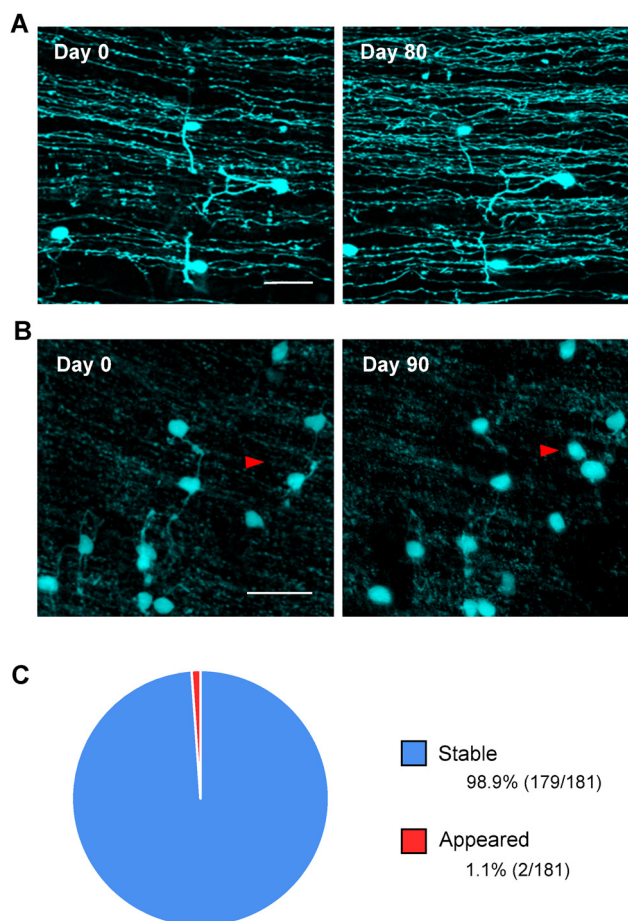 A
Day 0
Day 80
B
Day 0
Day 90
C
Stable
98.9% (179/181)
Appeared
1.1% (2/181)